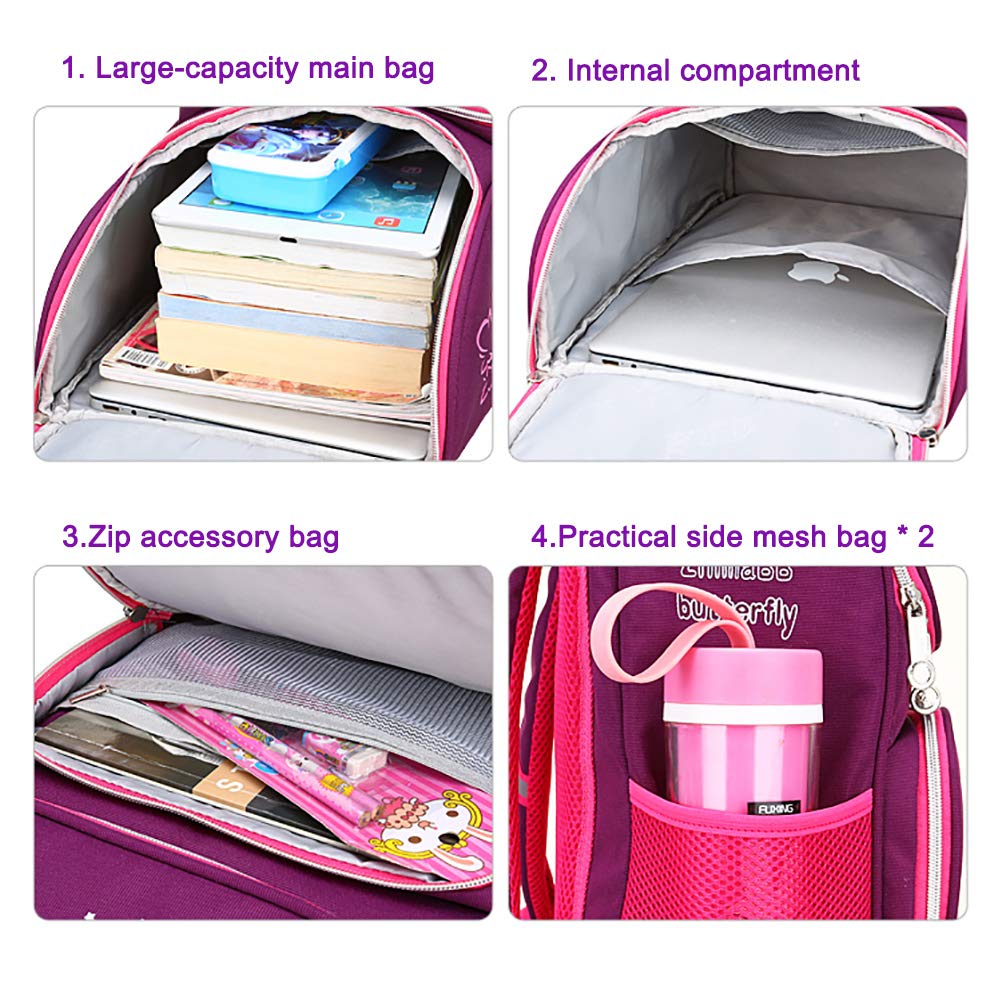 1. Large-capacity main bag
2. Internal compartment
3.Zip accessory bag
4.Practical side mesh bag * 2
butterfly
FUXING